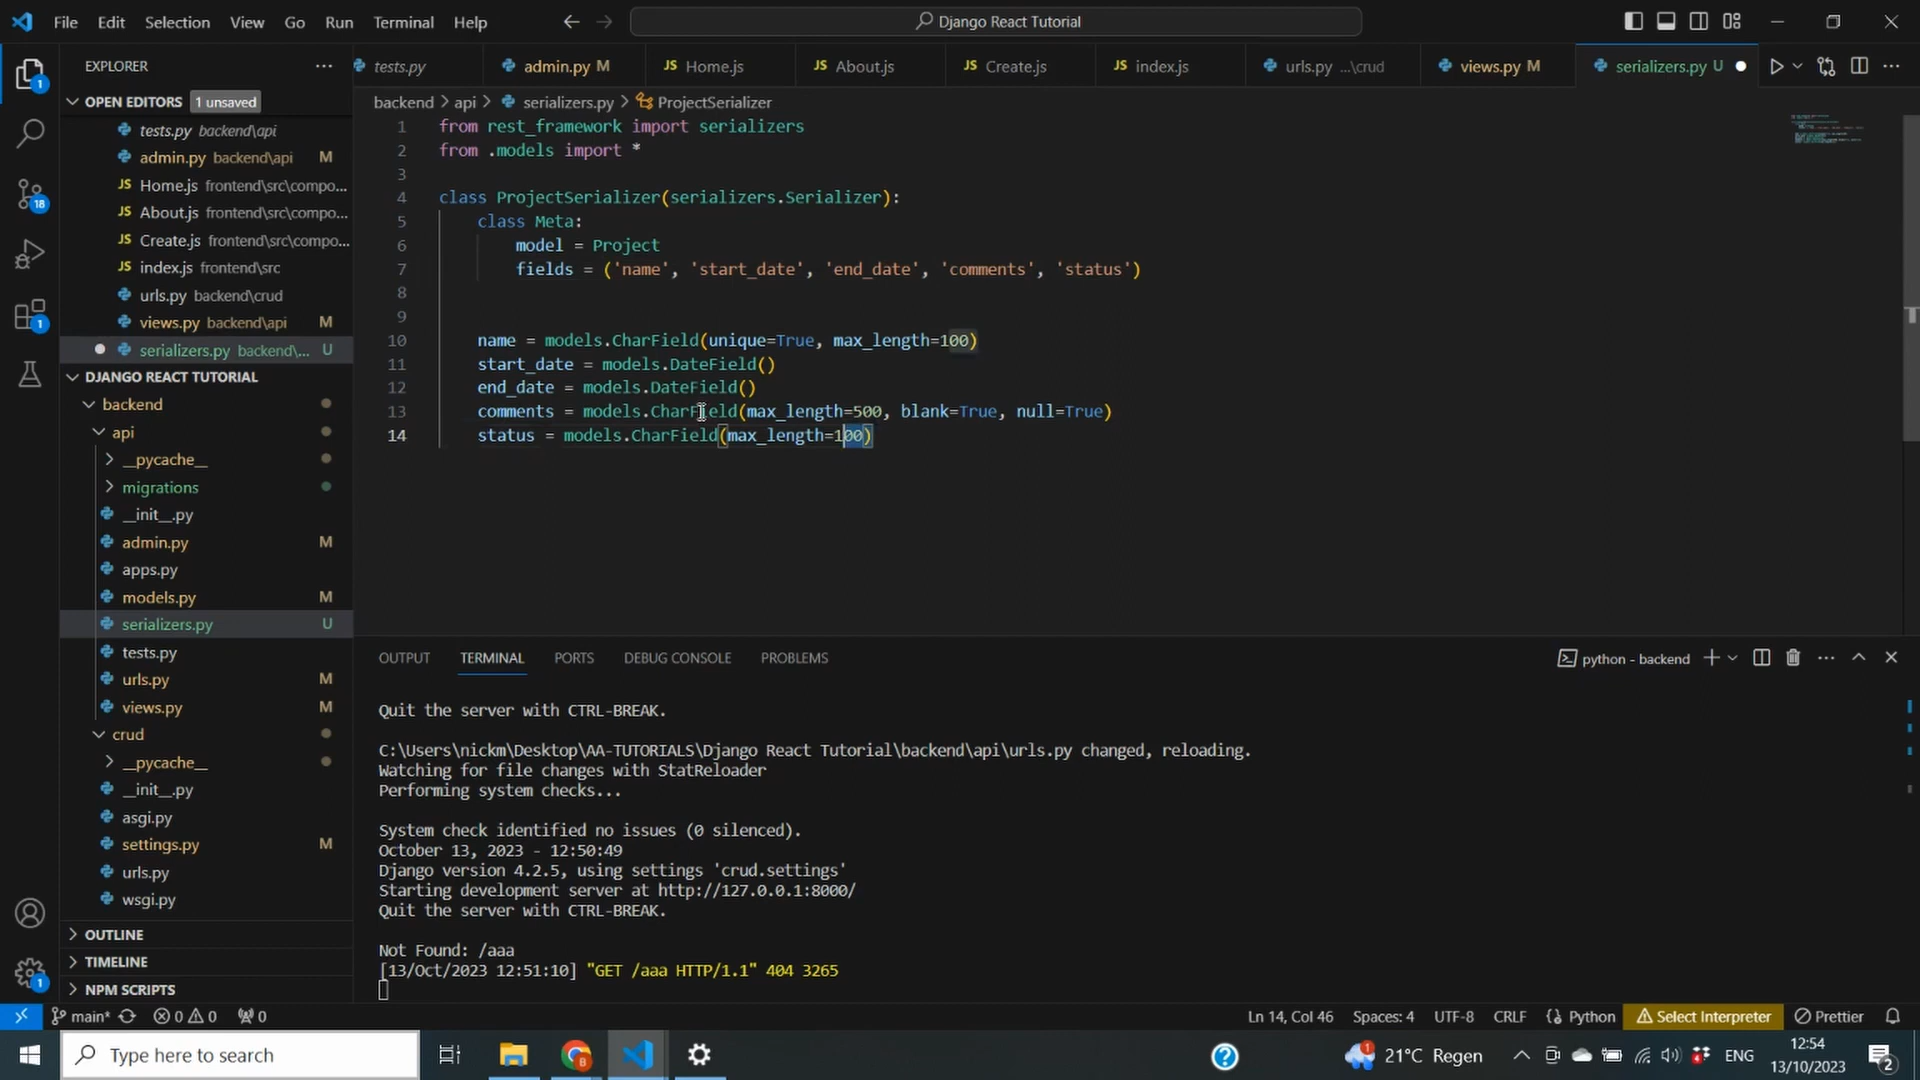 File Edit Selection View Go Run Terminal Help
Django React Tutorial
EXPLORER
OPEN EDITORS 1 unsaved
tests.py backend\api
admin.py backend\api M
JS Home.js frontend\src\compo...
JS About.js frontend\src\compo...
JS Create.js frontend\src\compo...
JS index.js frontend\src
urls.py backend\crud
views.py backend\api M
serializers.py backend\... U
DJANGO REACT TUTORIAL
backend
api
__pycache__
migrations
__init__.py
admin.py M
apps.py
models.py M
serializers.py U
tests.py
urls.py M
views.py M
crud
__pycache__
__init__.py
asgi.py
settings.py M
urls.py
wsgi.py
OUTLINE
TIMELINE
NPM SCRIPTS
1
18
1
1
tests.py admin.py M JS Home.js JS About.js JS Create.js JS index.js urls.py ...\crud views.py M serializers.py U
backend > api > serializers.py > ProjectSerializer
1 from rest_framework import serializers
2 from .models import *
3
4 class ProjectSerializer(serializers.Serializer):
5 class Meta:
6 model = Project
7 fields = ('name', 'start_date', 'end_date', 'comments', 'status')
8
9
10 name = models.CharField(unique=True, max_length=100)
11 start_date = models.DateField()
12 end_date = models.DateField()
13 comments = models.CharField(max_length=500, blank=True, null=True)
14 status = models.CharField(max_length=100)
OUTPUT TERMINAL PORTS DEBUG CONSOLE PROBLEMS
python - backend
Quit the server with CTRL-BREAK.
C:\Users\nickm\Desktop\AA-TUTORIALS\Django React Tutorial\backend\api\urls.py changed, reloading.
Watching for file changes with StatReloader
Performing system checks...
System check identified no issues (0 silenced).
October 13, 2023 - 12:50:49
Django version 4.2.5, using settings 'crud.settings'
Starting development server at http://127.0.0.1:8000/
Quit the server with CTRL-BREAK.
Not Found: /aaa
[13/Oct/2023 12:51:10] "GET /aaa HTTP/1.1" 404 3265
main* 0 0 0
Ln 14, Col 46 Spaces: 4 UTF-8 CRLF Python Select Interpreter Prettier
Type here to search
B
1
21°C Regen
ENG
12:54
13/10/2023
2